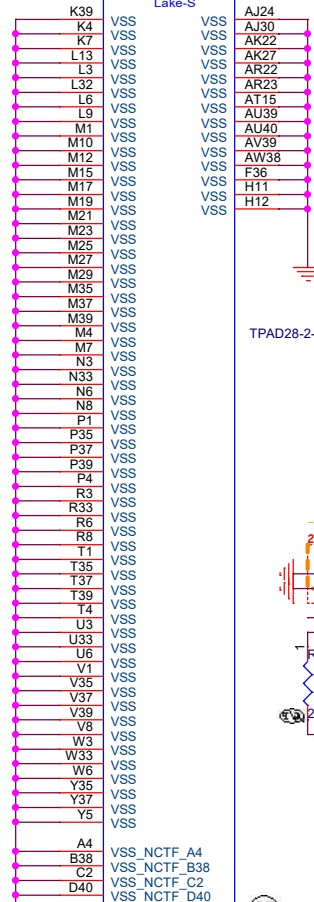 Lake-S
K39 VSS VSS AJ24
K4 VSS VSS AJ30
K7 VSS VSS AK22
L13 VSS VSS AK27
L3 VSS VSS AR22
L32 VSS VSS AR23
L6 VSS VSS AT15
L9 VSS VSS AU39
M1 VSS VSS AU40
M10 VSS VSS AV39
M12 VSS VSS AW38
M15 VSS VSS F36
M17 VSS VSS H11
M19 VSS VSS H12
M21 VSS
M23 VSS
M25 VSS
M27 VSS
M29 VSS
M35 VSS
M37 VSS
M39 VSS
M4 VSS TPAD28-2-
M7 VSS
N3 VSS
N33 VSS
N6 VSS
N8 VSS
P1 VSS
P35 VSS
P37 VSS
P39 VSS
P4 VSS
R3 VSS
R33 VSS
R6 VSS
R8 VSS
T1 VSS
T35 VSS
T37 VSS
T39 VSS
T4 VSS
U3 VSS
U33 VSS
U6 VSS
V1 VSS
V35 VSS
V37 VSS
V39 VSS
V8 VSS
W3 VSS
W33 VSS
W6 VSS
Y35 VSS
Y37 VSS
Y5 VSS
A4 VSS_NCTF_A4
B38 VSS_NCTF_B38
C2 VSS_NCTF_C2
D40 VSS_NCTF_D40